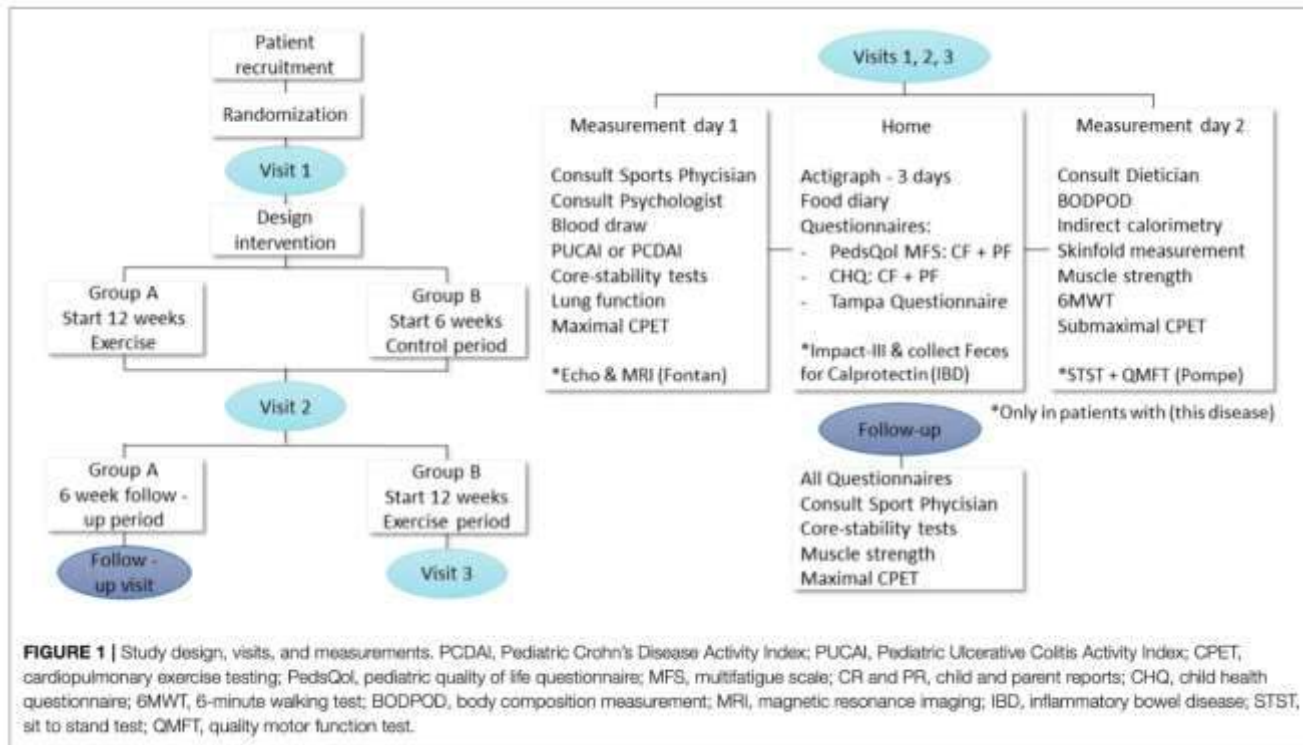 Patient
recruitment
Randomization
Visit 1
Design
intervention
Group A
Start 12 weeks
Exercise
Group B
Start 6 weeks
Control period
Visit 2
Group A
6 week follow -
up period
Group B
Start 12 weeks
Exercise period
Follow -
up visit
Visit 3
Visits 1, 2, 3
Measurement day 1
Consult Sports Phycisian
Consult Psychologist
Blood draw
PUCAI or PCDAI
Core-stability tests
Lung function
Maximal CPET
*Echo & MRI (Fontan)
Home
Actigraph - 3 days
Food diary
Questionnaires:
- PedsQol MFS: CF + PF
- CHQ: CF + PF
- Tampa Questionnaire
*Impact-III & collect Feces
for Calprotectin (IBD)
Measurement day 2
Consult Dietician
BODPOD
Indirect calorimetry
Skinfold measurement
Muscle strength
6MWT
Submaximal CPET
*STST + QMFT (Pompe)
*Only in patients with (this disease)
Follow-up
All Questionnaires
Consult Sport Phycisian
Core-stability tests
Muscle strength
Maximal CPET
FIGURE 1 | Study design, visits, and measurements. PCDAI, Pediatric Crohn's Disease Activity Index; PUCAI, Pediatric Ulcerative Colitis Activity Index; CPET,
cardiopulmonary exercise testing; PedsQol, pediatric quality of life questionnaire; MFS, multifatigue scale; CR and PR, child and parent reports; CHQ, child health
questionnaire; 6MWT, 6-minute walking test; BODPOD, body composition measurement; MRI, magnetic resonance imaging; IBD, inflammatory bowel disease; STST,
sit to stand test; QMFT, quality motor function test.